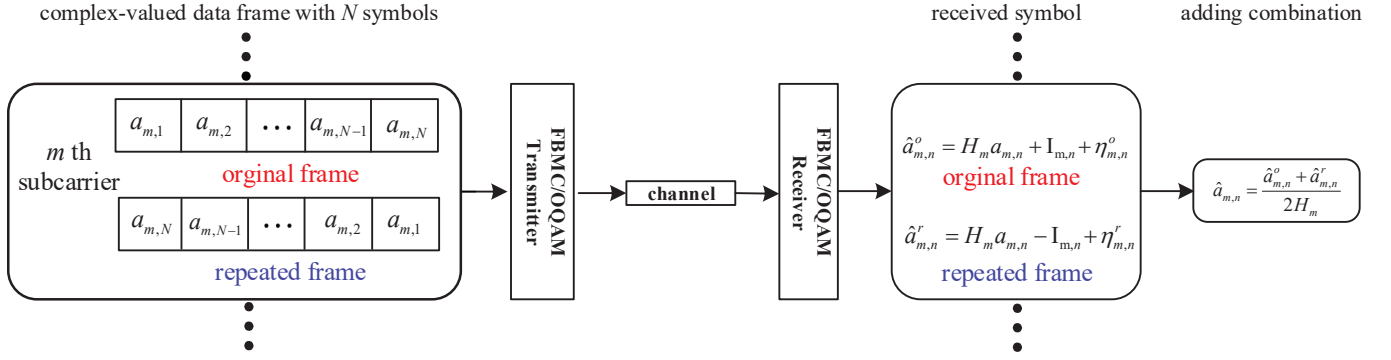 complex-valued data frame with N symbols
received symbol
adding combination
a_{m,1} a_{m,2} ••• a_{m,N−1} a_{m,N}
m th
subcarrier
orginal frame
a_{m,N} a_{m,N−1} ••• a_{m,2} a_{m,1}
repeated frame
FBMC/OQAM
Transmitter
channel
FBMC/OQAM
Receiver
â^o_{m,n} = H_m a_{m,n} + I_{m,n} + η^o_{m,n}
orginal frame
â^r_{m,n} = H_m a_{m,n} − I_{m,n} + η^r_{m,n}
repeated frame
â_{m,n} = (â^o_{m,n} + â^r_{m,n}) / 2H_m